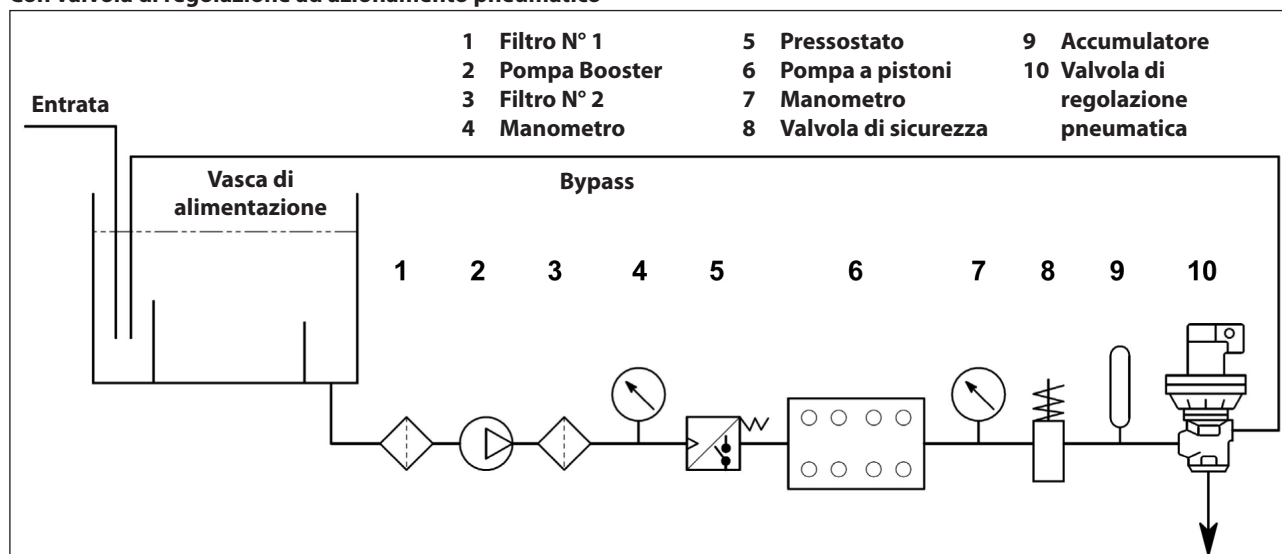 Con valvola di regolazione ad azionamento pneumatico
1 Filtro N° 1
2 Pompa Booster
3 Filtro N° 2
4 Manometro
5 Pressostato
6 Pompa a pistoni
7 Manometro
8 Valvola di sicurezza
9 Accumulatore
10 Valvola di
regolazione
pneumatica
Entrata
Vasca di
alimentazione
Bypass
1 2 3 4 5 6 7 8 9 10